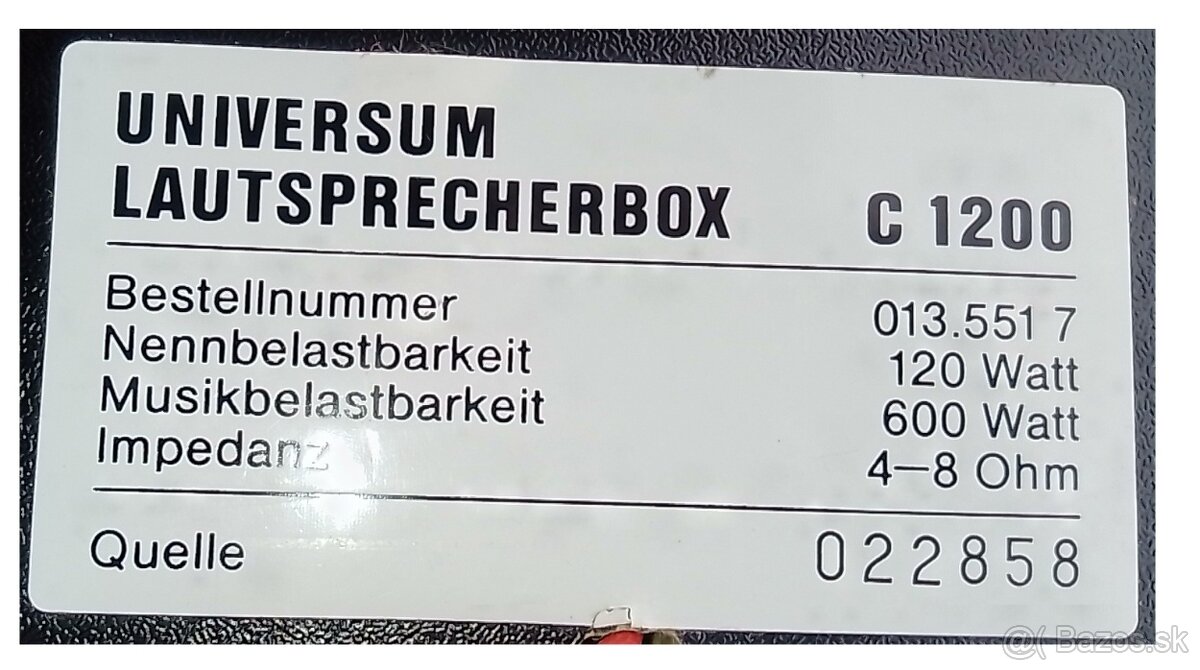 UNIVERSUM
LAUTSPRECHERBOX C 1200
Bestellnummer 013.551 7
Nennbelastbarkeit 120 Watt
Musikbelastbarkeit 600 Watt
Impedanz 4–8 Ohm
Quelle 022858
@( Bazos.sk